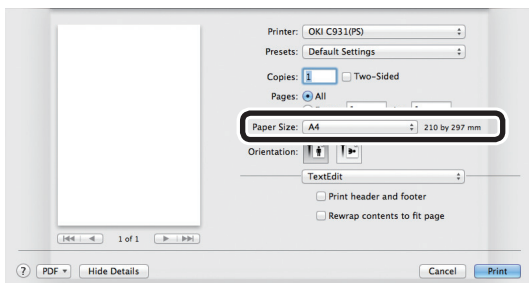 Printer: OKI C931(PS)
Presets: Default Settings
Copies: 1 Two-Sided
Pages: All
Paper Size: A4 210 by 297 mm
Orientation:
TextEdit
Print header and footer
Rewrap contents to fit page
1 of 1
? PDF Hide Details Cancel Print